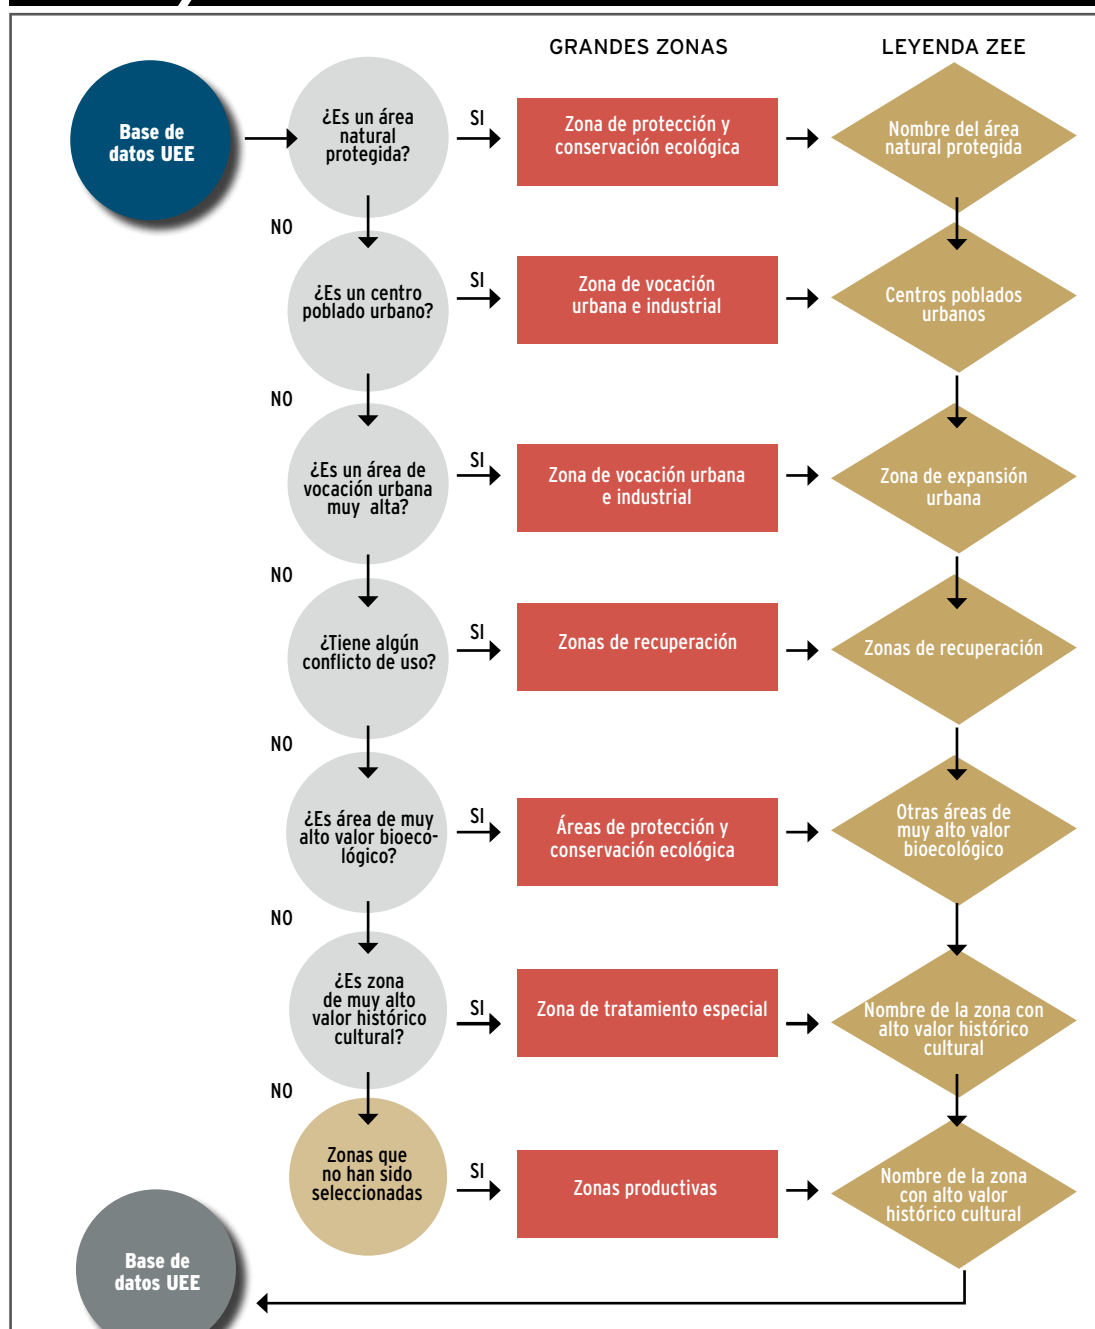 GRANDES ZONAS
LEYENDA ZEE
Base de
datos UEE
¿Es un área
natural
protegida?
SI
Zona de protección y
conservación ecológica
Nombre del área
natural protegida
NO
¿Es un centro
poblado urbano?
SI
Zona de vocación
urbana e industrial
Centros poblados
urbanos
NO
¿Es un área de
vocación urbana
muy alta?
SI
Zona de vocación urbana
e industrial
Zona de expansión
urbana
NO
¿Tiene algún
conflicto de uso?
SI
Zonas de recuperación
Zonas de recuperación
NO
¿Es área de muy
alto valor bioeco-
lógico?
SI
Áreas de protección y
conservación ecológica
Otras áreas de
muy alto valor
bioecológico
NO
¿Es zona
de muy alto
valor histórico
cultural?
SI
Zona de tratamiento especial
Nombre de la zona con
alto valor histórico
cultural
NO
Zonas que
no han sido
seleccionadas
SI
Zonas productivas
Nombre de la zona
con alto valor
histórico cultural
Base de
datos UEE